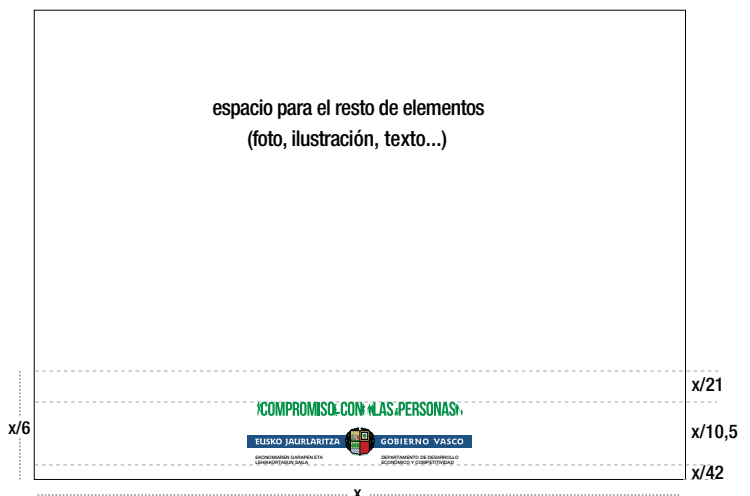 espacio para el resto de elementos
(foto, ilustración, texto...)
x/21
COMPROMISO CON LAS PERSONAS
x/6
x/10,5
EUSKO JAURLARITZA GOBIERNO VASCO
EKONOMIAREN GARAPEN ETA
LEHIAKORTASUN SAILA
DEPARTAMENTO DE DESARROLLO
ECONÓMICO Y COMPETITIVIDAD
x/42
x